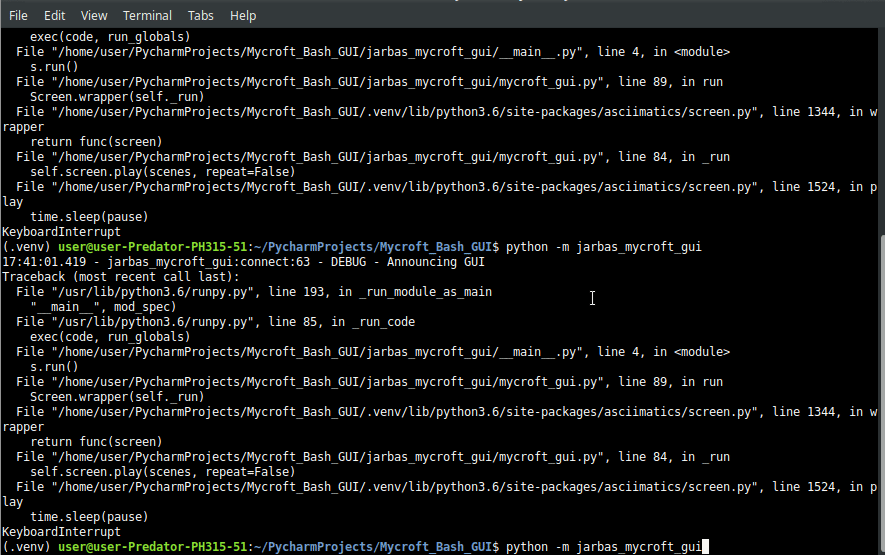 File Edit View Terminal Tabs Help
exec(code, run_globals)
File "/home/user/PycharmProjects/Mycroft_Bash_GUI/jarbas_mycroft_gui/__main__.py", line 4, in <module>
s.run()
File "/home/user/PycharmProjects/Mycroft_Bash_GUI/jarbas_mycroft_gui/mycroft_gui.py", line 89, in run
Screen.wrapper(self._run)
File "/home/user/PycharmProjects/Mycroft_Bash_GUI/.venv/lib/python3.6/site-packages/asciimatics/screen.py", line 1344, in w
rapper
return func(screen)
File "/home/user/PycharmProjects/Mycroft_Bash_GUI/jarbas_mycroft_gui/mycroft_gui.py", line 84, in _run
self.screen.play(scenes, repeat=False)
File "/home/user/PycharmProjects/Mycroft_Bash_GUI/.venv/lib/python3.6/site-packages/asciimatics/screen.py", line 1524, in p
lay
time.sleep(pause)
KeyboardInterrupt
(.venv) user@user-Predator-PH315-51:~/PycharmProjects/Mycroft_Bash_GUI$ python -m jarbas_mycroft_gui
17:41:01.419 - jarbas_mycroft_gui:connect:63 - DEBUG - Announcing GUI
Traceback (most recent call last):
File "/usr/lib/python3.6/runpy.py", line 193, in _run_module_as_main
"__main__", mod_spec)
File "/usr/lib/python3.6/runpy.py", line 85, in _run_code
exec(code, run_globals)
File "/home/user/PycharmProjects/Mycroft_Bash_GUI/jarbas_mycroft_gui/__main__.py", line 4, in <module>
s.run()
File "/home/user/PycharmProjects/Mycroft_Bash_GUI/jarbas_mycroft_gui/mycroft_gui.py", line 89, in run
Screen.wrapper(self._run)
File "/home/user/PycharmProjects/Mycroft_Bash_GUI/.venv/lib/python3.6/site-packages/asciimatics/screen.py", line 1344, in w
rapper
return func(screen)
File "/home/user/PycharmProjects/Mycroft_Bash_GUI/jarbas_mycroft_gui/mycroft_gui.py", line 84, in _run
self.screen.play(scenes, repeat=False)
File "/home/user/PycharmProjects/Mycroft_Bash_GUI/.venv/lib/python3.6/site-packages/asciimatics/screen.py", line 1524, in p
lay
time.sleep(pause)
KeyboardInterrupt
(.venv) user@user-Predator-PH315-51:~/PycharmProjects/Mycroft_Bash_GUI$ python -m jarbas_mycroft_gui